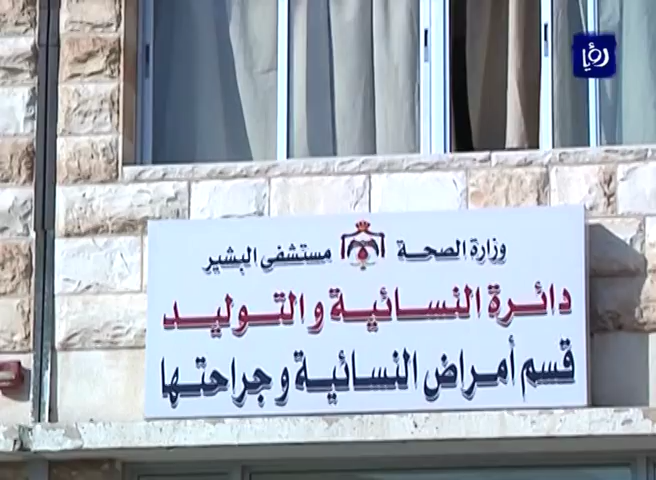 رؤيا
وزارة الصحة مستشفى البشير
دائرة النسائية والتوليد
قسم أمراض النسائية وجراحتها